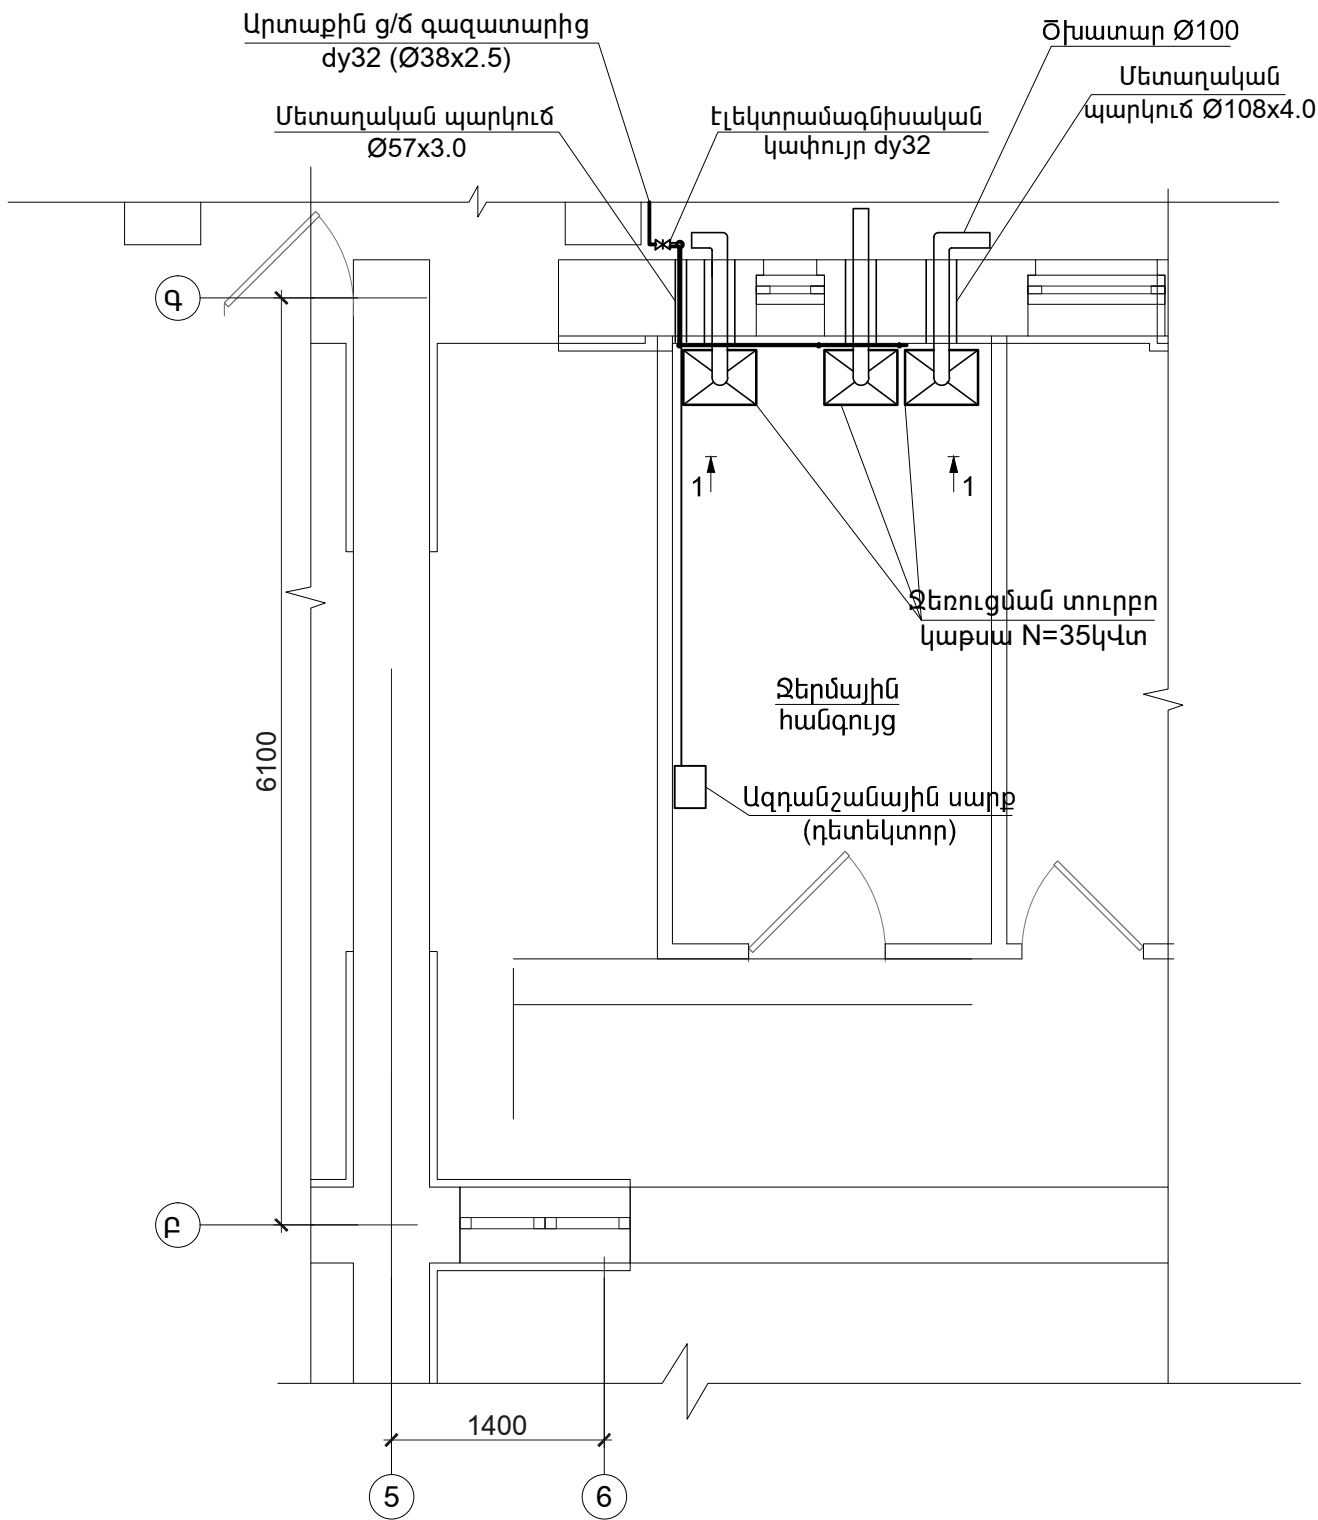 Արտաքին ց/ճ գազատարից
dy32 (Ø38x2.5)
Ծխատար Ø100
Մետաղական
պարկուճ Ø108x4.0
Մետաղական պարկուճ
Ø57x3.0
Էլեկտրամագնիսական
կափույր dy32
Գ
1
1
Ջեռուցման տուրբո
կաթսա N=35կՎտ
Ջերմային
հանգույց
6100
Ազդանշանային սարք
(դետեկտոր)
Բ
1400
5
6